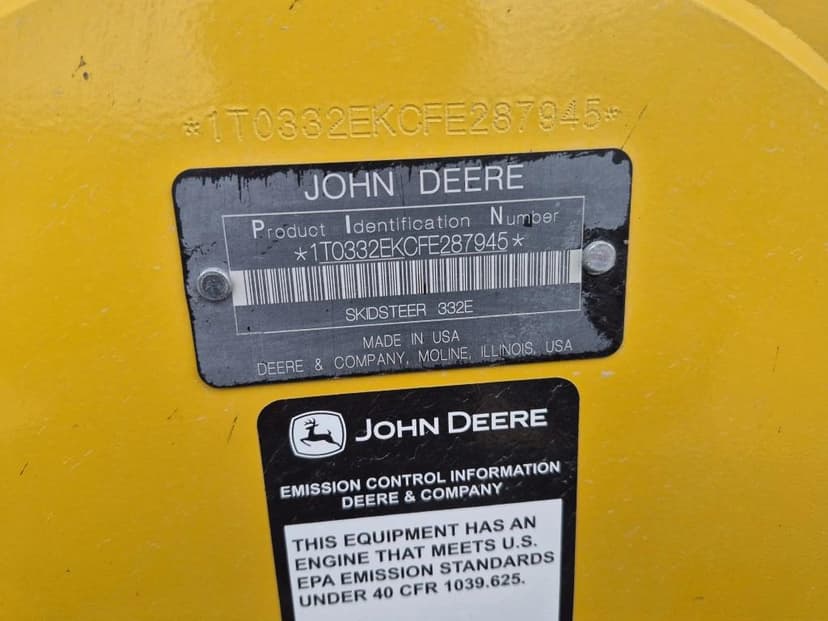 *1T0332EKCFE287945*
JOHN DEERE
Product Identification Number
*1T0332EKCFE287945*
SKIDSTEER 332E
MADE IN USA
DEERE & COMPANY, MOLINE, ILLINOIS, USA
JOHN DEERE
EMISSION CONTROL INFORMATION
DEERE & COMPANY
THIS EQUIPMENT HAS AN
ENGINE THAT MEETS U.S.
EPA EMISSION STANDARDS
UNDER 40 CFR 1039.625.